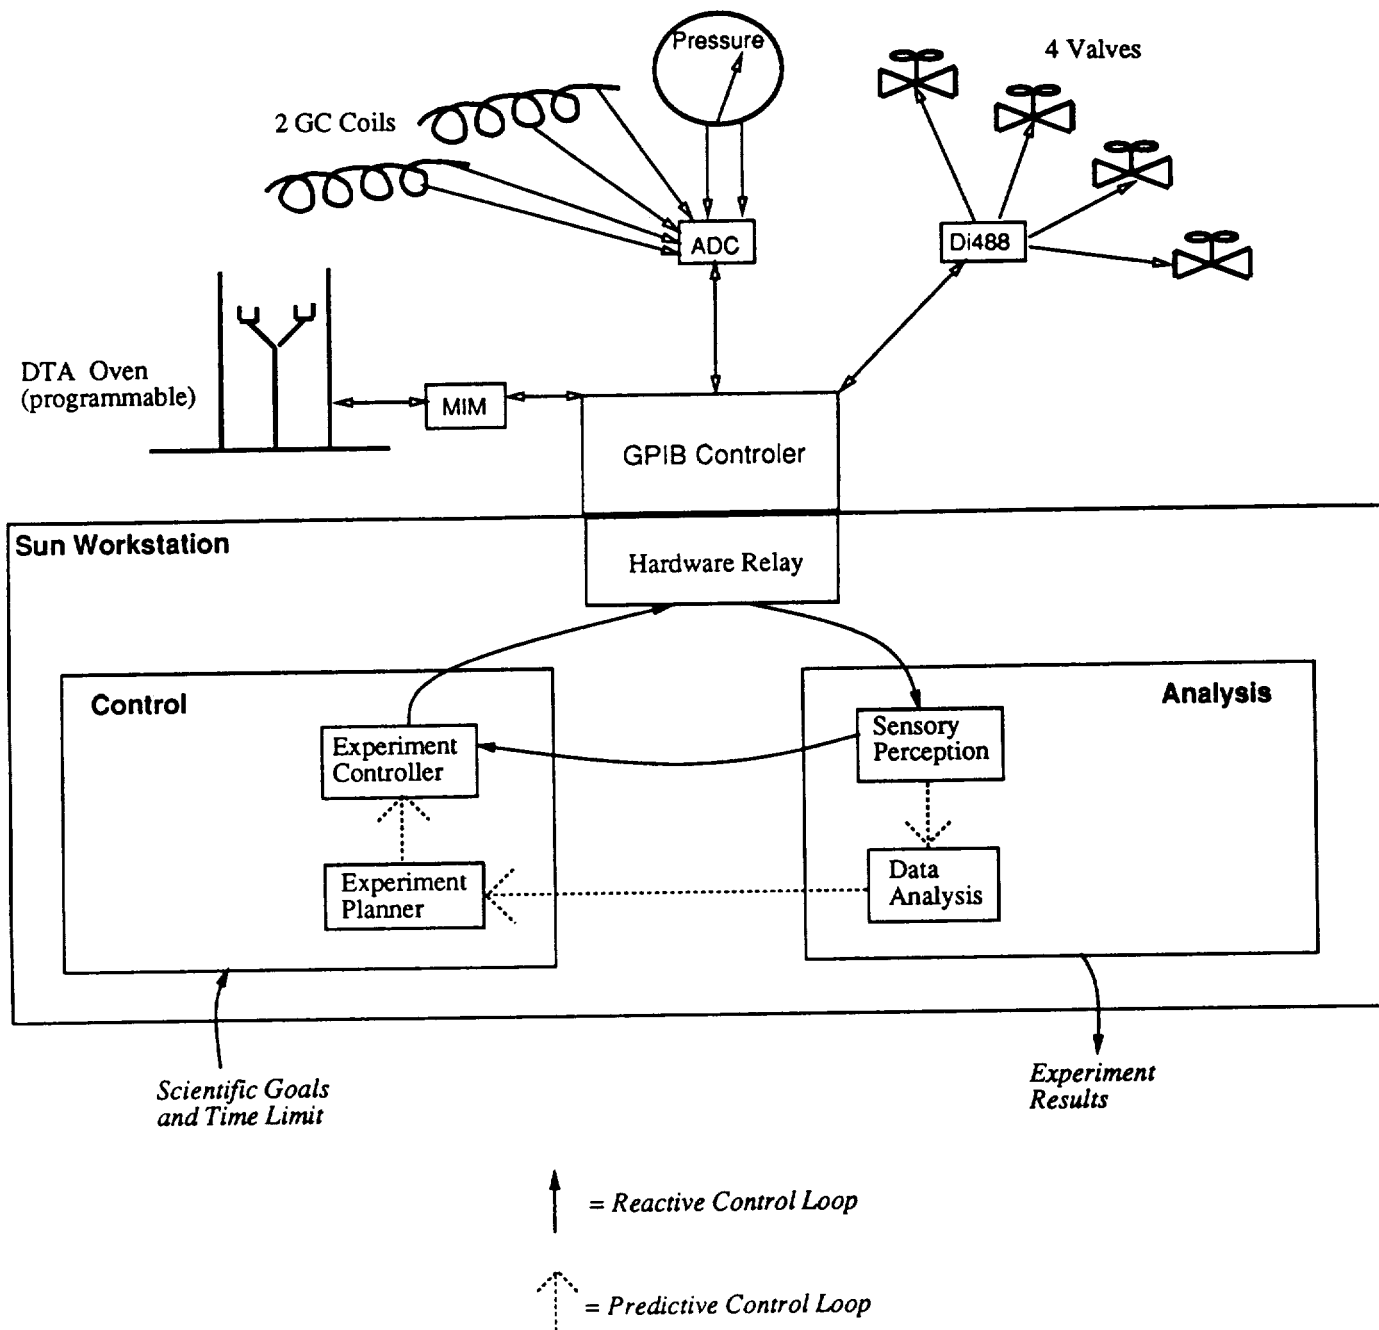 Pressure
4 Valves
2 GC Coils
ADC
Di488
DTA Oven
(programmable)
MIM
GPIB Controler
Sun Workstation
Hardware Relay
Control
Analysis
Experiment
Controller
Sensory
Perception
Experiment
Planner
Data
Analysis
Scientific Goals
and Time Limit
Experiment
Results
= Reactive Control Loop
= Predictive Control Loop